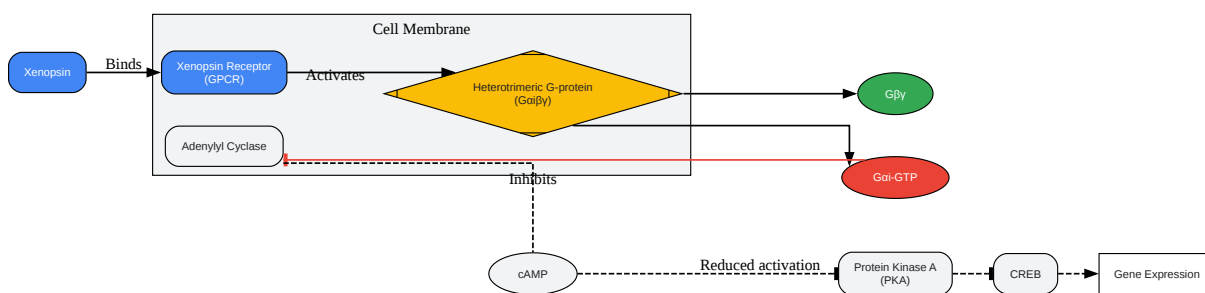 Cell Membrane
Xenopsin
Binds
Xenopsin Receptor
(GPCR)
Activates
Heterotrimeric G-protein
(Gαiβγ)
Gβγ
Adenylyl Cyclase
Inhibits
Gαi-GTP
cAMP
Reduced activation
Protein Kinase A
(PKA)
CREB
Gene Expression